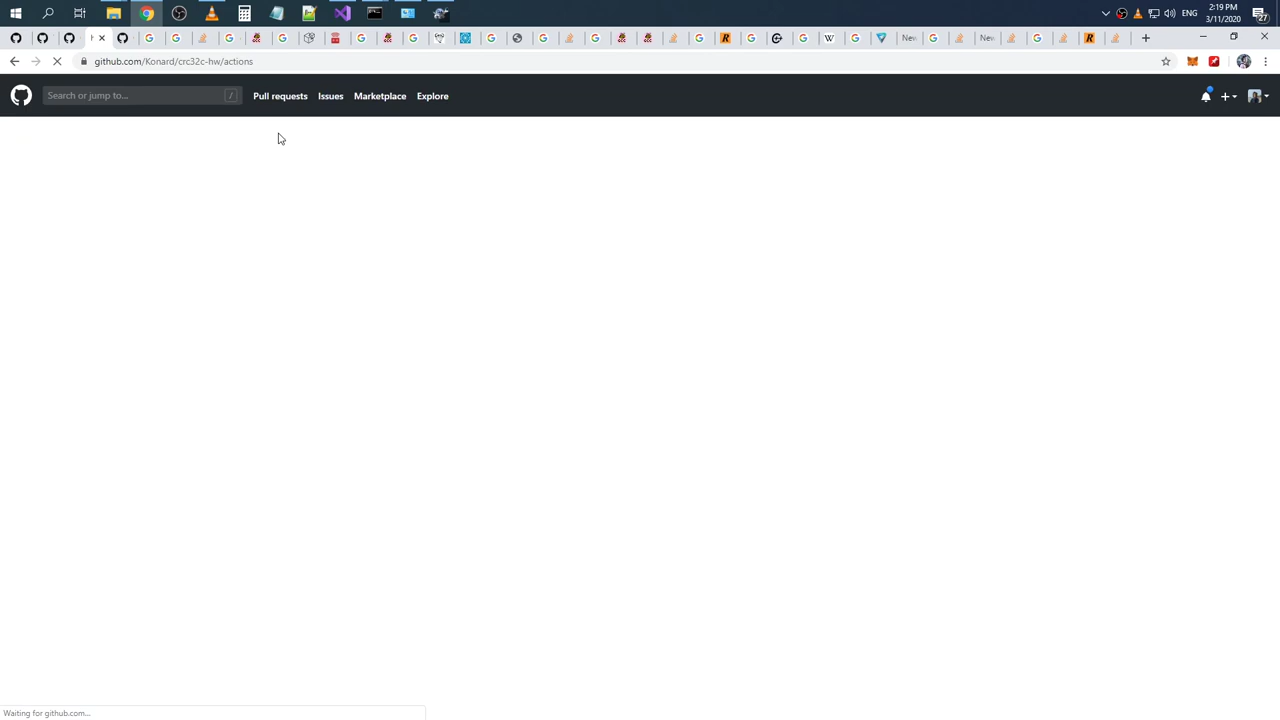 2:19 PM
ENG
3/11/2020
27
New
New
github.com/Konard/crc32c-hw/actions
Search or jump to...
/
Pull requests
Issues
Marketplace
Explore
Waiting for github.com...